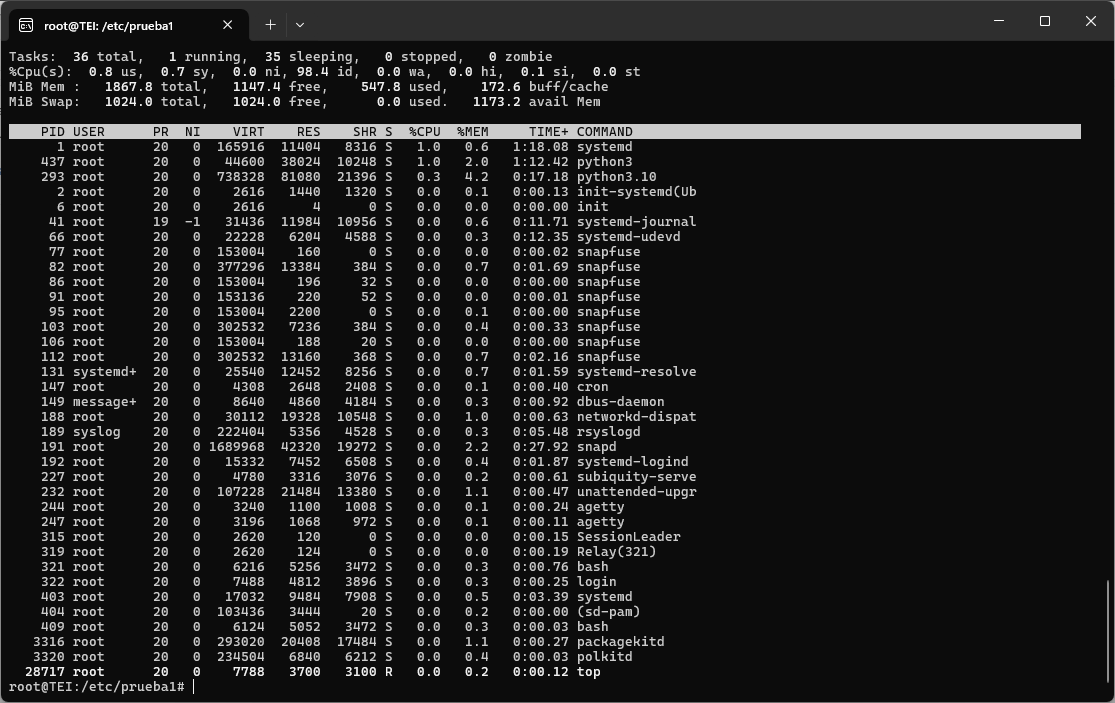 root@TEI: /etc/prueba1
Tasks:  36 total,   1 running,  35 sleeping,   0 stopped,   0 zombie
%Cpu(s):  0.8 us,  0.7 sy,  0.0 ni, 98.4 id,  0.0 wa,  0.0 hi,  0.1 si,  0.0 st
MiB Mem :   1867.8 total,   1147.4 free,    547.8 used,    172.6 buff/cache
MiB Swap:   1024.0 total,   1024.0 free,      0.0 used.   1173.2 avail Mem
PID USER      PR  NI    VIRT    RES    SHR S  %CPU  %MEM     TIME+ COMMAND
1 root      20   0  165916  11404   8316 S   1.0   0.6   1:18.08 systemd
437 root      20   0   44600  38024  10248 S   1.0   2.0   1:12.42 python3
293 root      20   0  738328  81080  21396 S   0.3   4.2   0:17.18 python3.10
2 root      20   0    2616   1440   1320 S   0.0   0.1   0:00.13 init-systemd(Ub
6 root      20   0    2616      4      0 S   0.0   0.0   0:00.00 init
41 root      19  -1   31436  11984  10956 S   0.0   0.6   0:11.71 systemd-journal
66 root      20   0   22228   6204   4588 S   0.0   0.3   0:12.35 systemd-udevd
77 root      20   0  153004    160      0 S   0.0   0.0   0:00.02 snapfuse
82 root      20   0  377296  13384    384 S   0.0   0.7   0:01.69 snapfuse
86 root      20   0  153004    196     32 S   0.0   0.0   0:00.00 snapfuse
91 root      20   0  153136    220     52 S   0.0   0.0   0:00.01 snapfuse
95 root      20   0  153004   2200      0 S   0.0   0.1   0:00.00 snapfuse
103 root      20   0  302532   7236    384 S   0.0   0.4   0:00.33 snapfuse
106 root      20   0  153004    188     20 S   0.0   0.0   0:00.00 snapfuse
112 root      20   0  302532  13160    368 S   0.0   0.7   0:02.16 snapfuse
131 systemd+  20   0   25540  12452   8256 S   0.0   0.7   0:01.59 systemd-resolve
147 root      20   0    4308   2648   2408 S   0.0   0.1   0:00.40 cron
149 message+  20   0    8640   4860   4184 S   0.0   0.3   0:00.92 dbus-daemon
188 root      20   0   30112  19328  10548 S   0.0   1.0   0:00.63 networkd-dispat
189 syslog    20   0  222404   5356   4528 S   0.0   0.3   0:05.48 rsyslogd
191 root      20   0 1689968  42320  19272 S   0.0   2.2   0:27.92 snapd
192 root      20   0   15332   7452   6508 S   0.0   0.4   0:01.87 systemd-logind
227 root      20   0    4780   3316   3076 S   0.0   0.2   0:00.61 subiquity-serve
232 root      20   0  107228  21484  13380 S   0.0   1.1   0:00.47 unattended-upgr
244 root      20   0    3240   1100   1008 S   0.0   0.1   0:00.24 agetty
247 root      20   0    3196   1068    972 S   0.0   0.1   0:00.11 agetty
315 root      20   0    2620    120      0 S   0.0   0.0   0:00.15 SessionLeader
319 root      20   0    2620    124      0 S   0.0   0.0   0:00.19 Relay(321)
321 root      20   0    6216   5256   3472 S   0.0   0.3   0:00.76 bash
322 root      20   0    7488   4812   3896 S   0.0   0.3   0:00.25 login
403 root      20   0   17032   9484   7908 S   0.0   0.5   0:03.39 systemd
404 root      20   0  103436   3444     20 S   0.0   0.2   0:00.00 (sd-pam)
409 root      20   0    6124   5052   3472 S   0.0   0.3   0:00.03 bash
3316 root      20   0  293020  20408  17484 S   0.0   1.1   0:00.27 packagekitd
3320 root      20   0  234504   6840   6212 S   0.0   0.4   0:00.03 polkitd
28717 root      20   0    7788   3700   3100 R   0.0   0.2   0:00.12 top
root@TEI:/etc/prueba1#